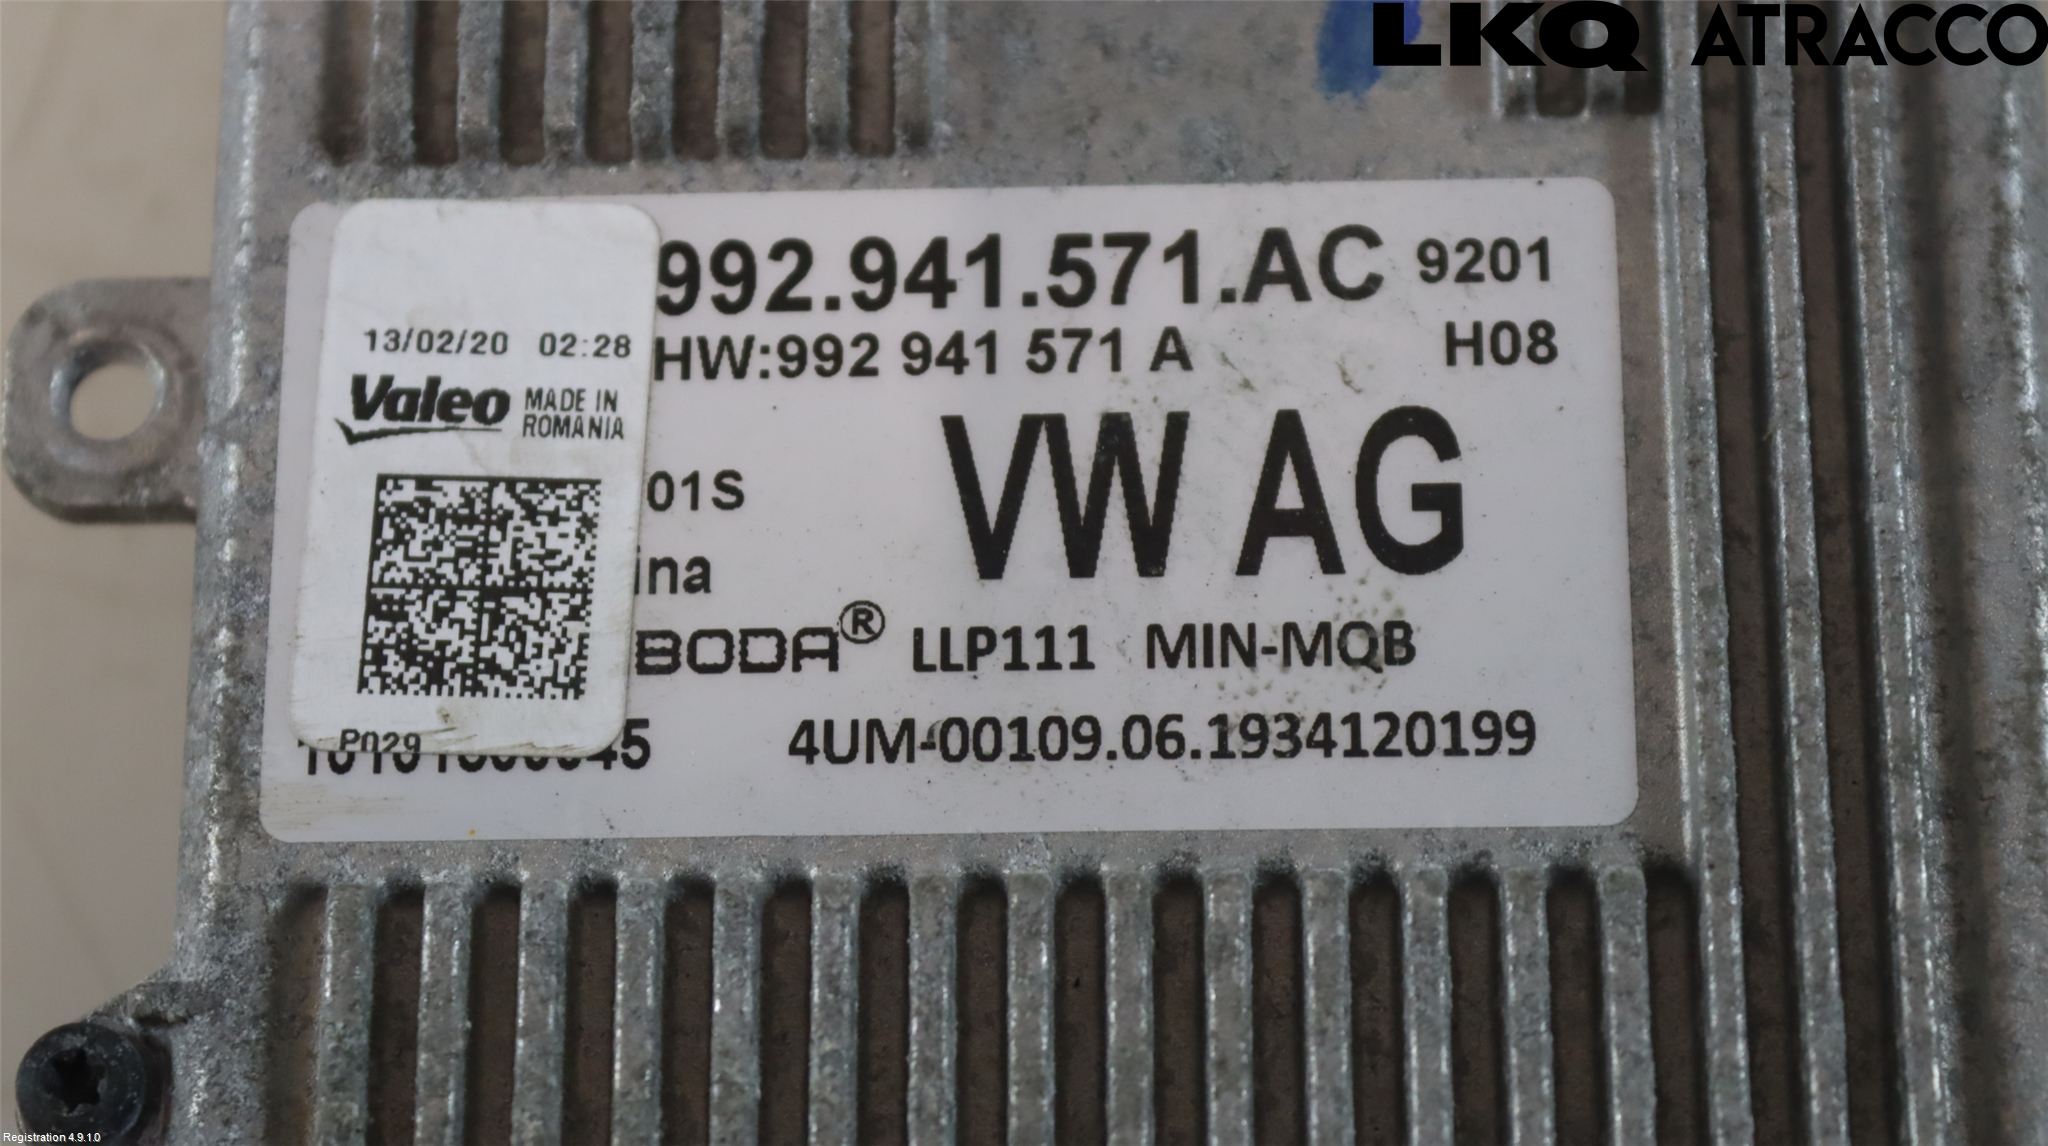 LKQ ATRACCO
992.941.571.AC 9201
HW:992 941 571 A H08
13/02/20 02:28
Valeo MADE IN
ROMANIA
VW AG
01S
ina
BODA® LLP111 MIN-MQB
P029
45 4UM-00109.06.1934120199
Registration 4.9.1.0